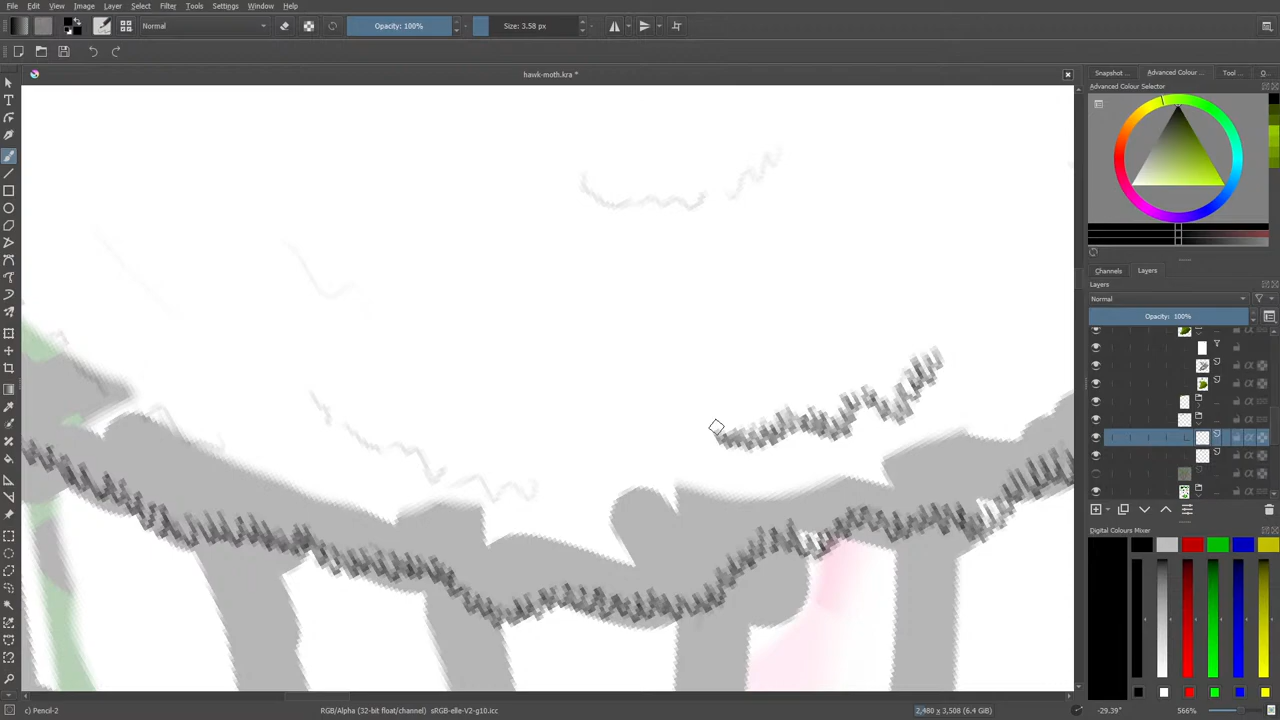 File Edit View Image Layer Select Filter Tools Settings Window Help
Normal Opacity: 100% Size: 3.58 px
hawk-moth.kra *
Snapshot ... Advanced Colour ... Tool ... O...
Advanced Colour Selector
Channels Layers
Layers
Normal
Opacity: 100%
Digital Colours Mixer
c) Pencil-2 RGB/Alpha (32-bit float/channel) sRGB-elle-V2-g10.icc 2,480 x 3,508 (6.4 GiB) -29.39° 566%